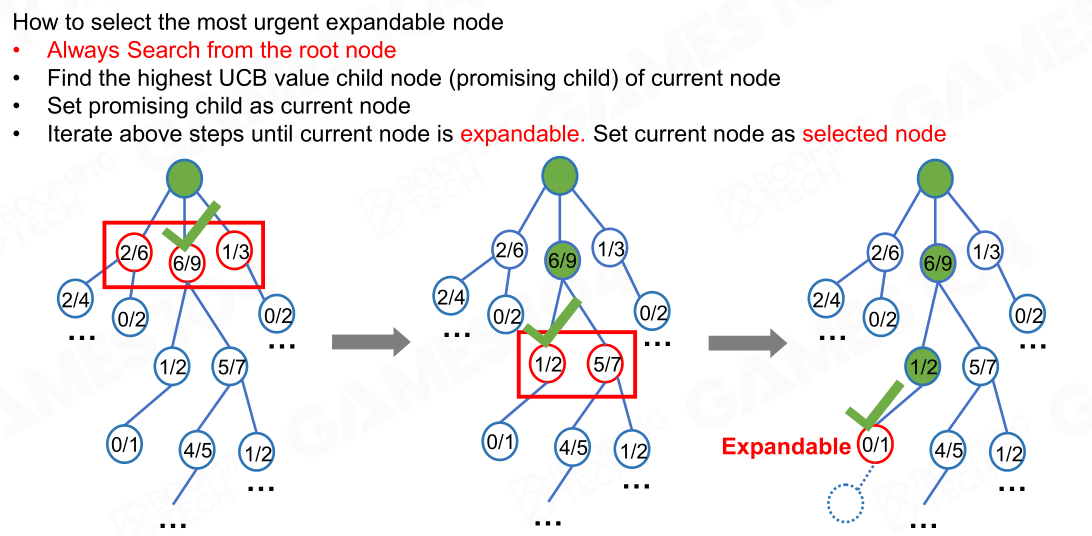 How to select the most urgent expandable node
• Always Search from the root node
• Find the highest UCB value child node (promising child) of current node
• Set promising child as current node
• Iterate above steps until current node is expandable. Set current node as selected node
2/6 6/9 1/3
2/4 0/2 0/2
... ...
1/2 5/7
0/1 4/5 1/2
...
...
2/6 6/9 1/3
2/4 0/2 0/2
... ...
1/2 5/7
0/1 4/5 1/2
...
...
2/6 6/9 1/3
2/4 0/2 0/2
... ...
1/2 5/7
Expandable 0/1 4/5 1/2
...
...
BOOMING TECH
GAMES104